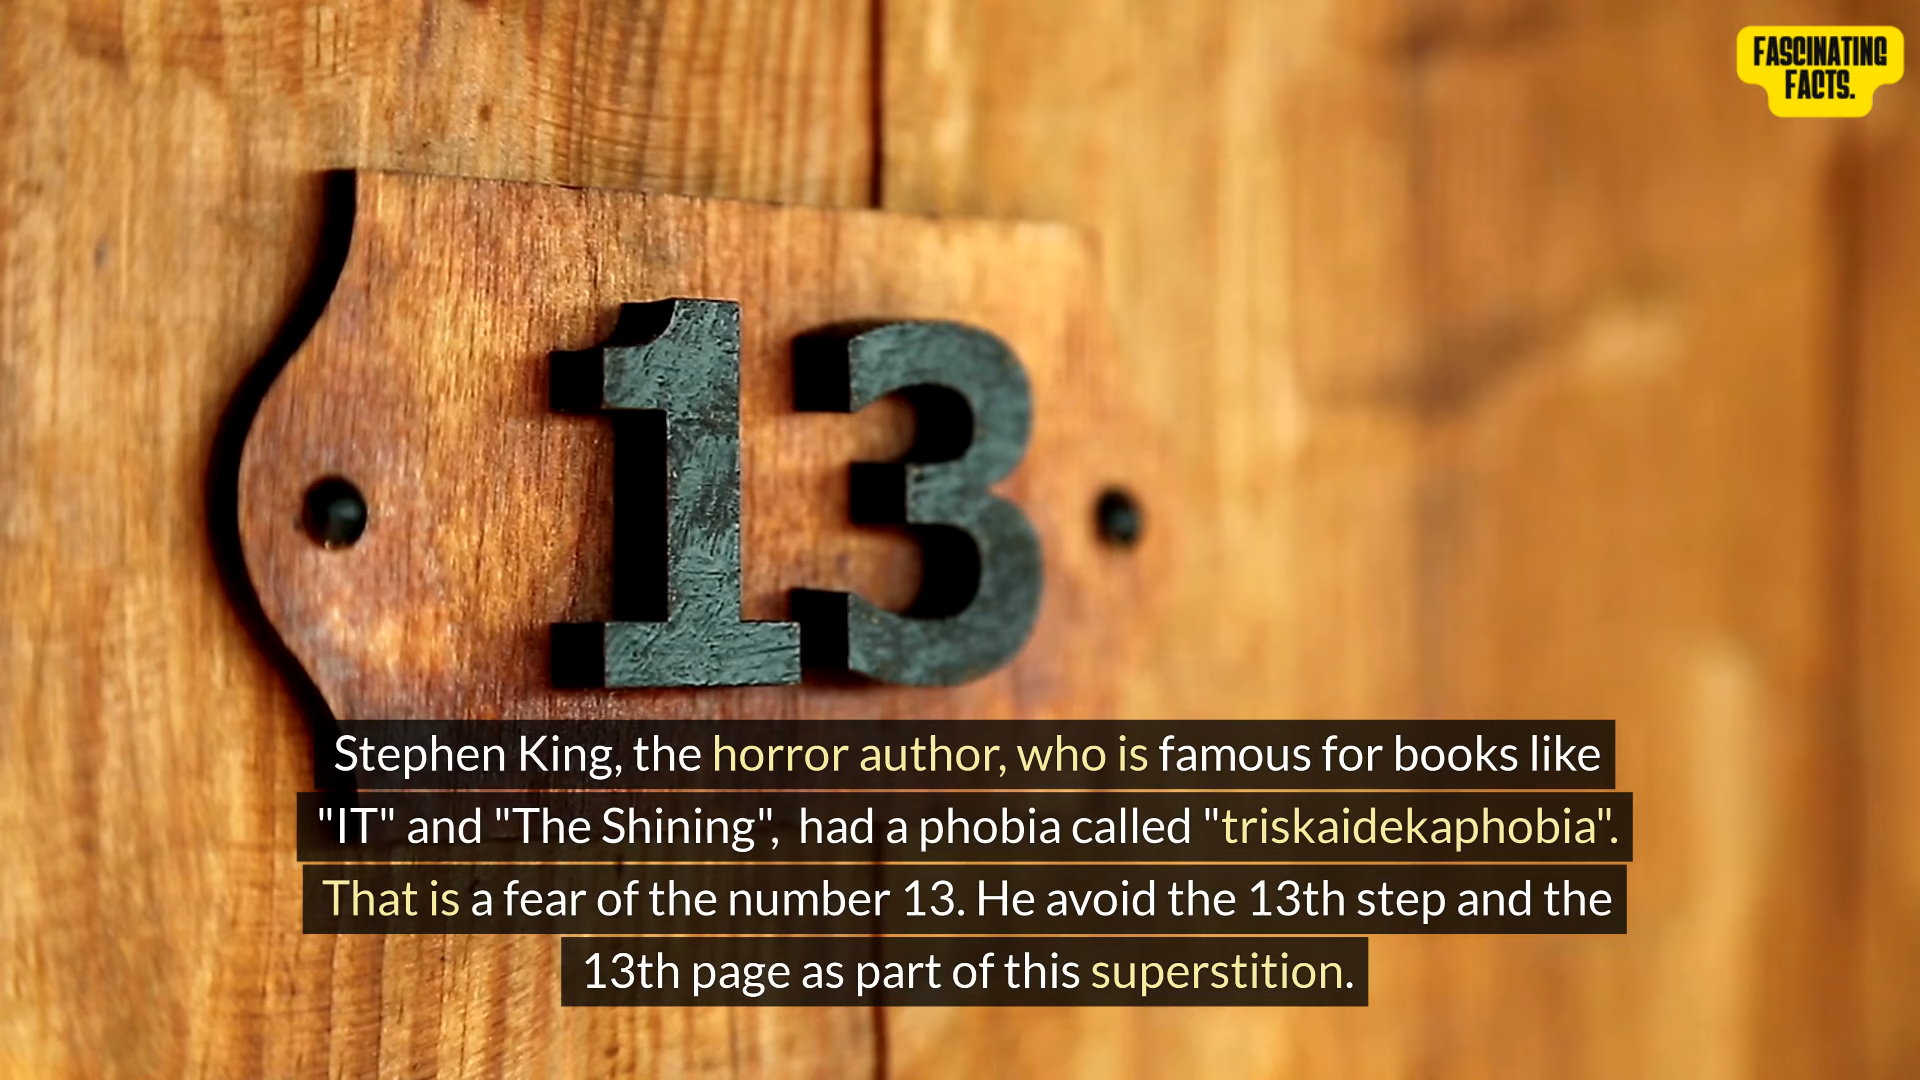 FASCINATING
FACTS.
13
Stephen King, the horror author, who is famous for books like
"IT" and "The Shining",  had a phobia called "triskaidekaphobia".
That is a fear of the number 13. He avoid the 13th step and the
13th page as part of this superstition.